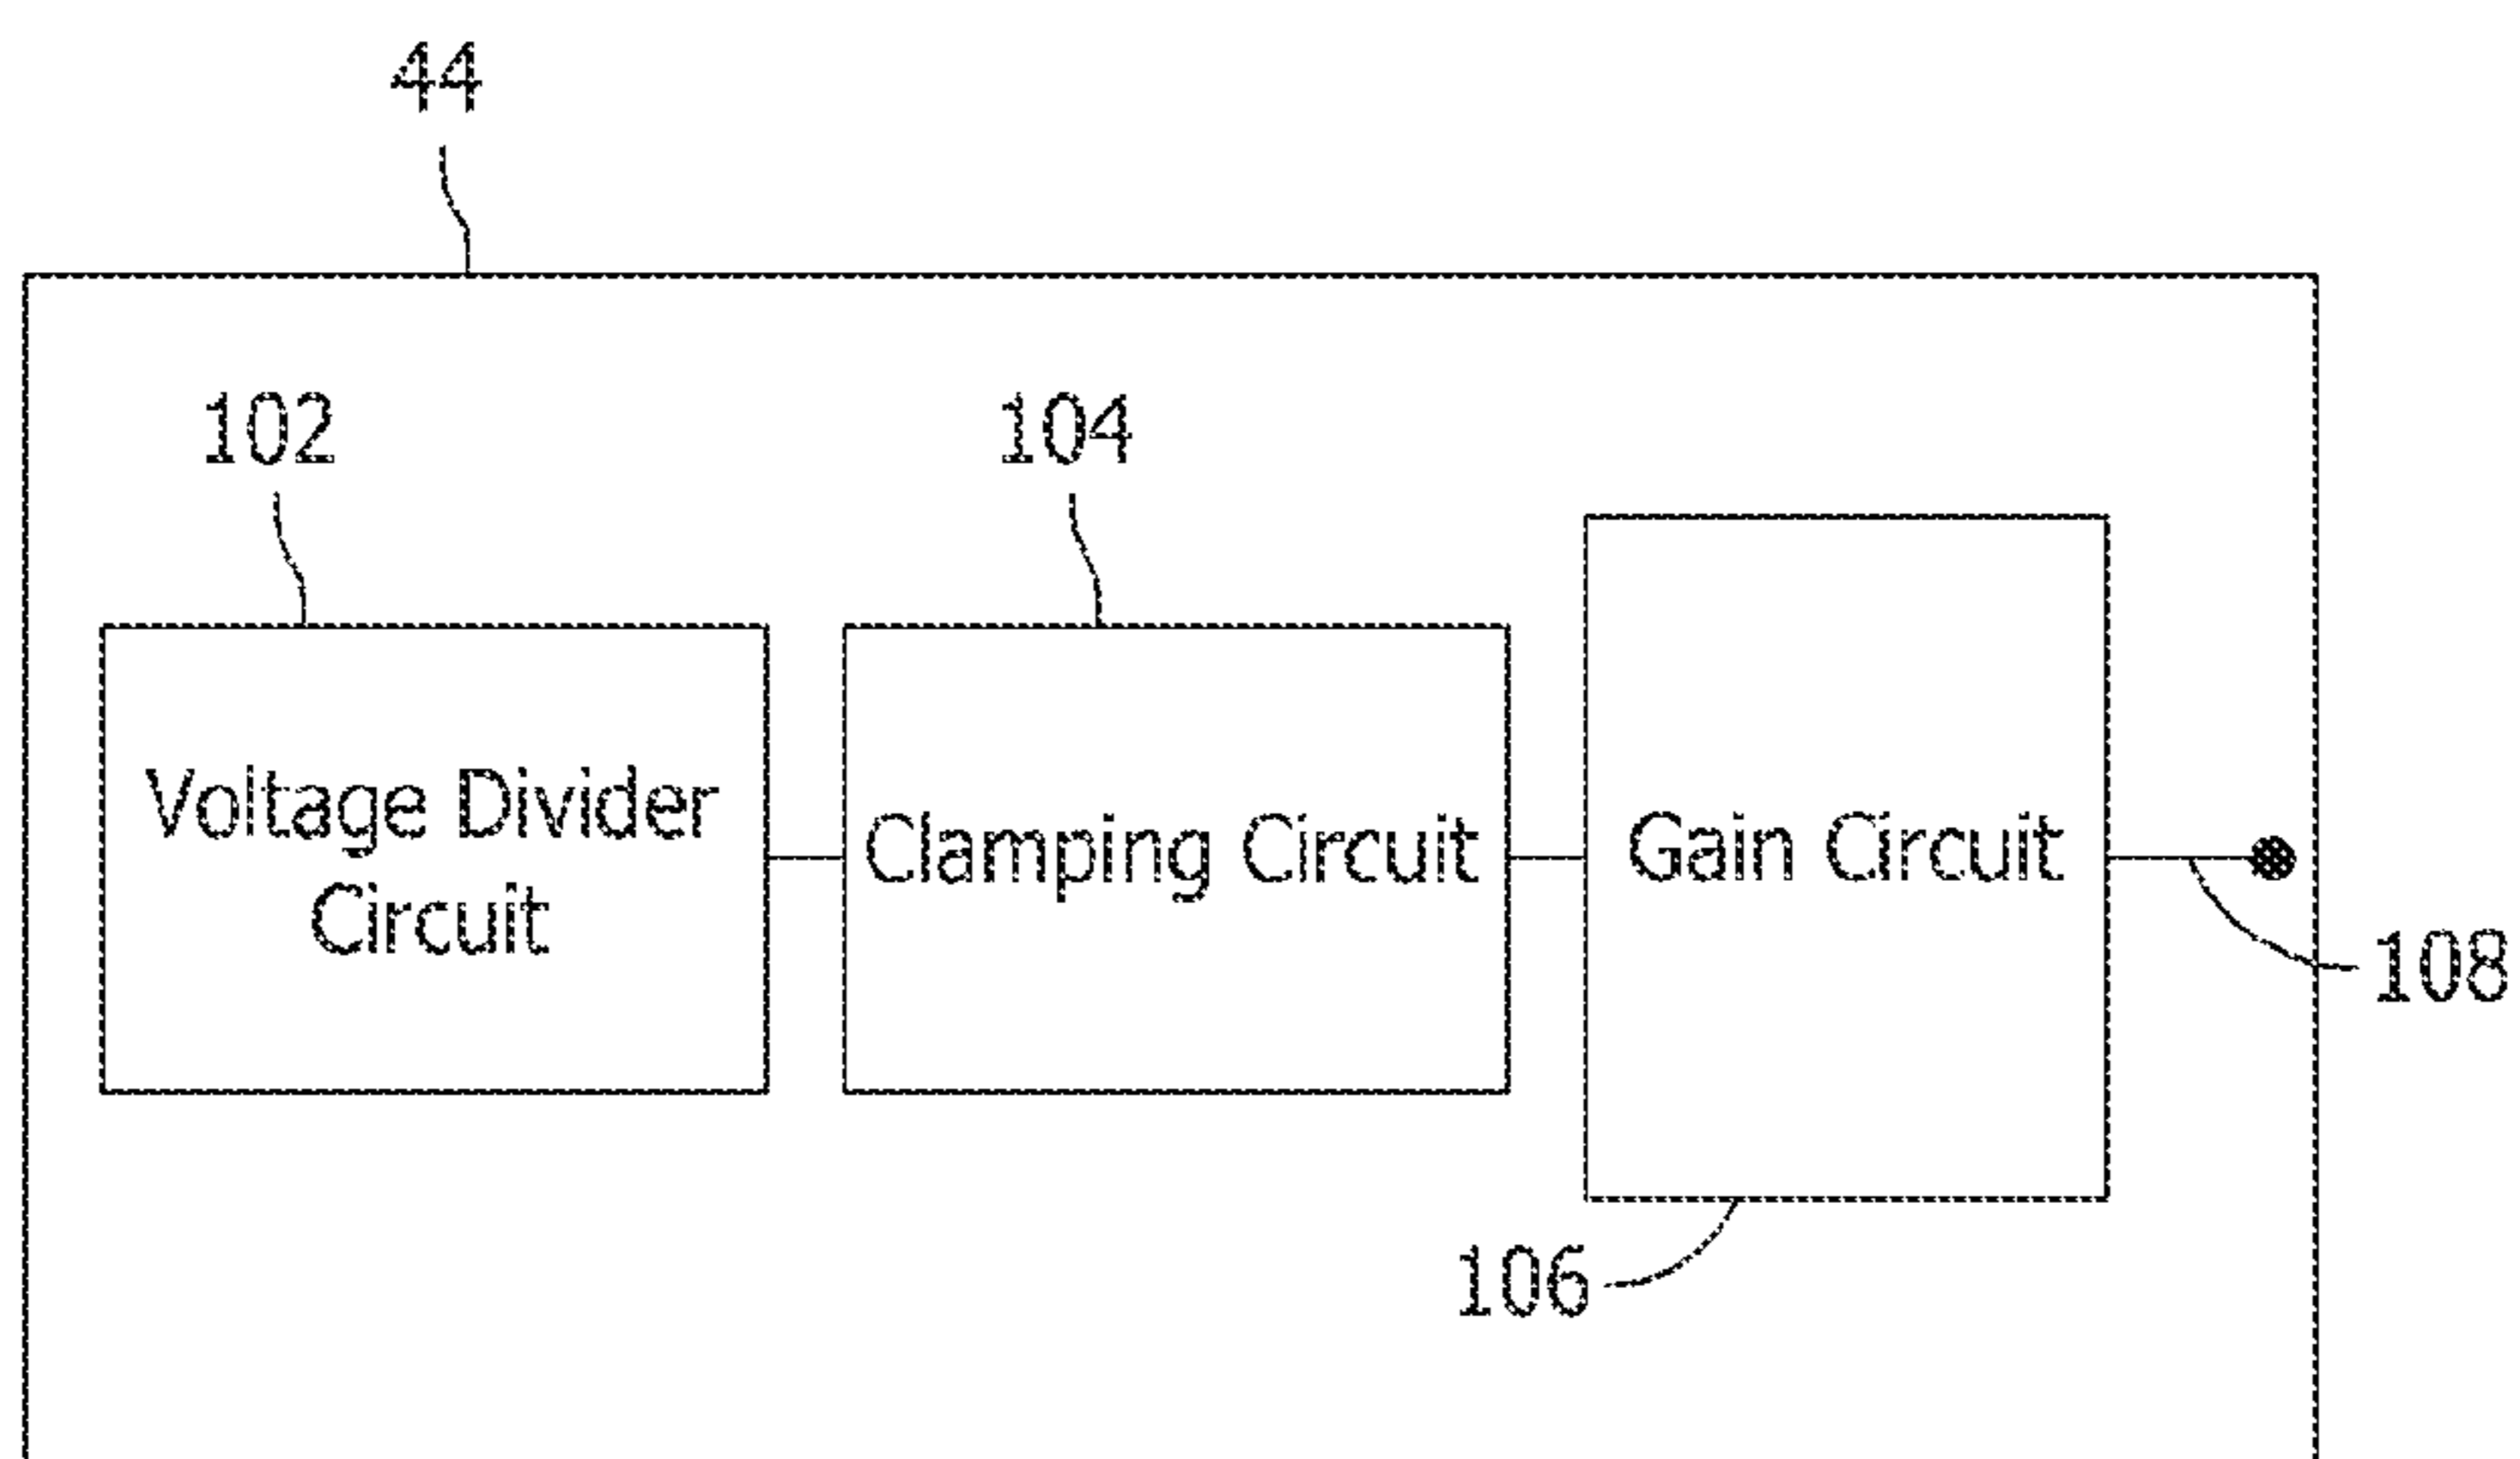 44
102
104
Voltage Divider
Circuit
Clamping Circuit
Gain Circuit
108
106